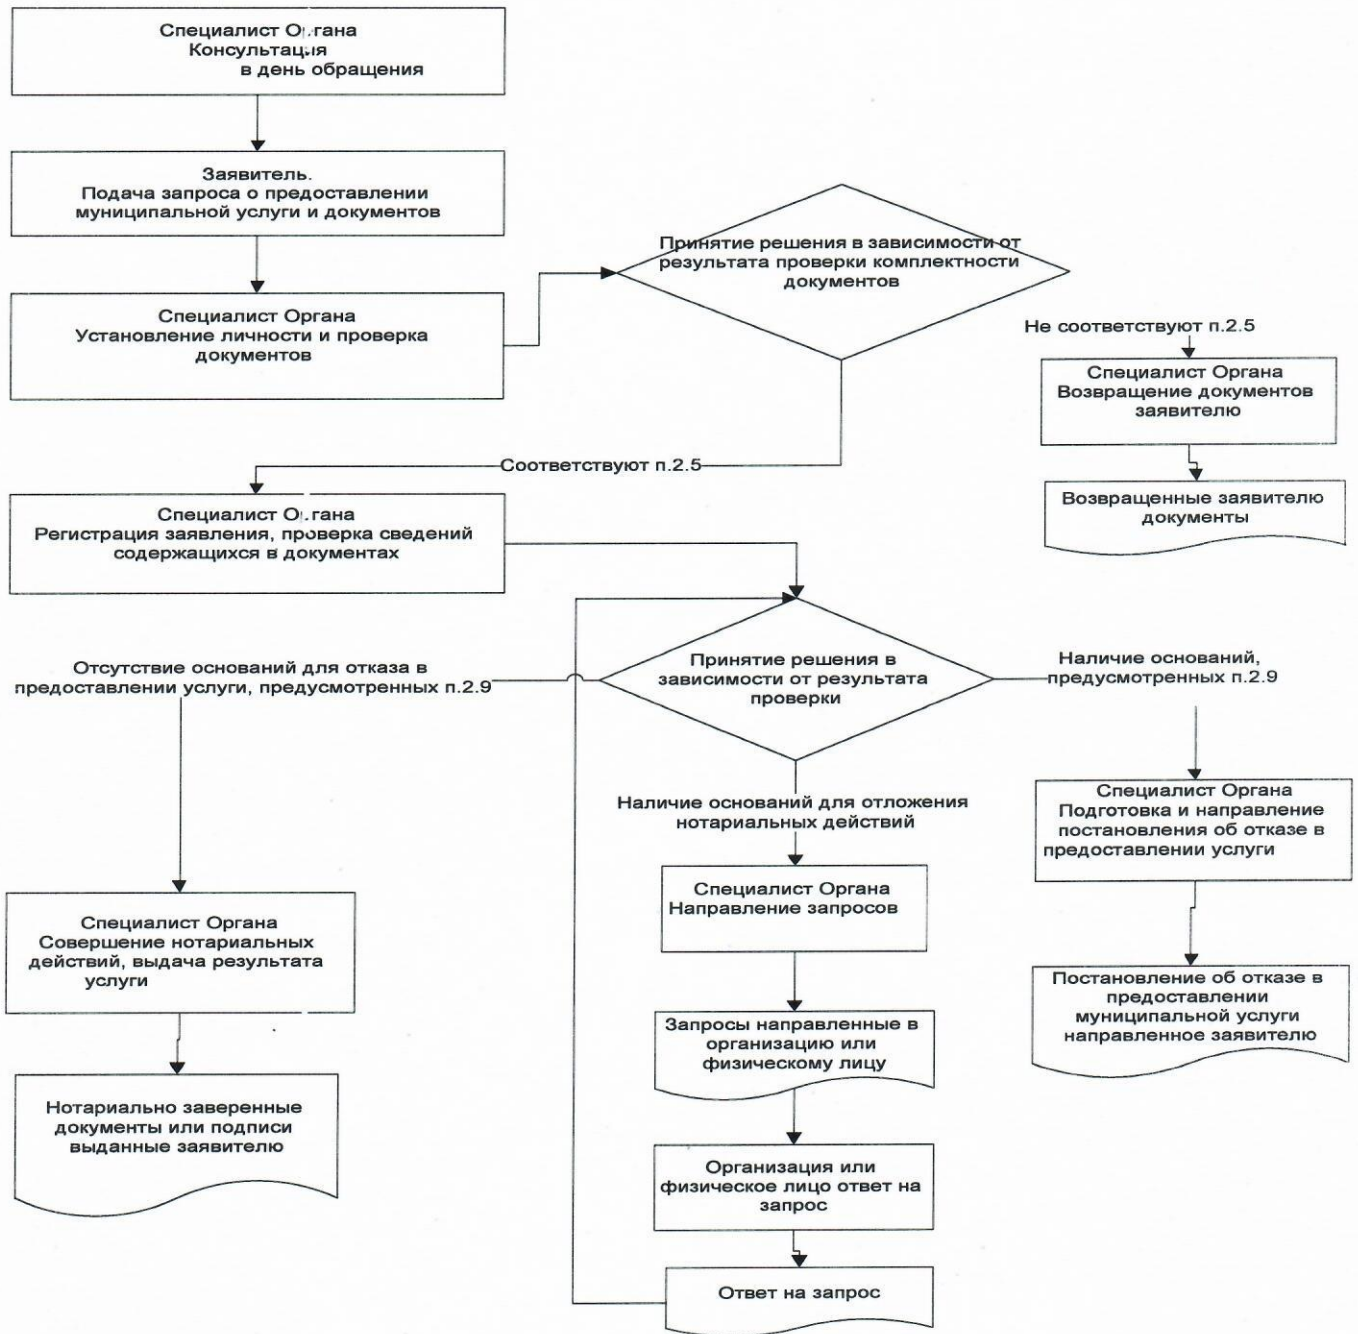 Специалист Органа
Консультация
в день обращения
Заявитель.
Подача запроса о предоставлении
муниципальной услуги и документов
Специалист Органа
Установление личности и проверка
документов
Принятие решения в зависимости от
результата проверки комплектности
документов
Не соответствуют п.2.5
Специалист Органа
Возвращение документов
заявителю
Возвращенные заявителю
документы
Соответствуют п.2.5
Специалист Органа
Регистрация заявления, проверка сведений
содержащихся в документах
Принятие решения в
зависимости от результата
проверки
Отсутствие оснований для отказа в
предоставлении услуги, предусмотренных п.2.9
Наличие оснований,
предусмотренных п.2.9
Наличие оснований для отложения
нотариальных действий
Специалист Органа
Подготовка и направление
постановления об отказе в
предоставлении услуги
Специалист Органа
Направление запросов
Специалист Органа
Совершение нотариальных
действий, выдача результата
услуги
Постановление об отказе в
предоставлении
муниципальной услуги
направленное заявителю
Запросы направленные в
организацию или
физическому лицу
Нотариально заверенные
документы или подписи
выданные заявителю
Организация или
физическое лицо ответ на
запрос
Ответ на запрос